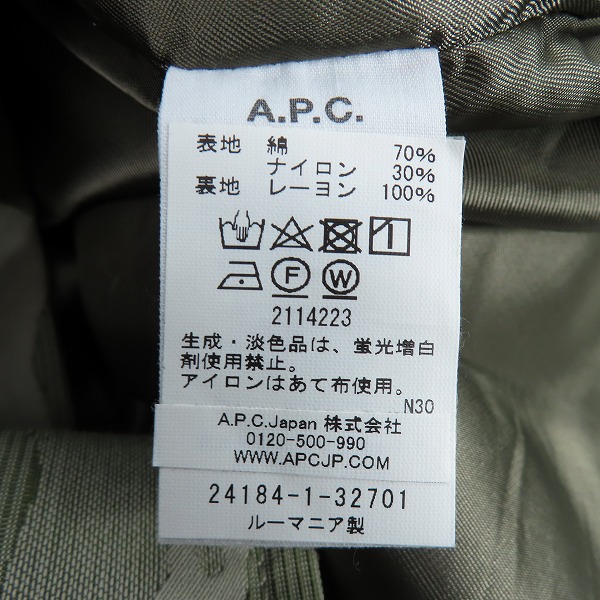 A.P.C.
表地 綿 70%
ナイロン 30%
裏地 レーヨン 100%
F W
2114223
生成・淡色品は、蛍光増白
剤使用禁止。
アイロンはあて布使用。
N30
A.P.C.Japan 株式会社
0120-500-990
WWW.APCJP.COM
24184-1-32701
ルーマニア製